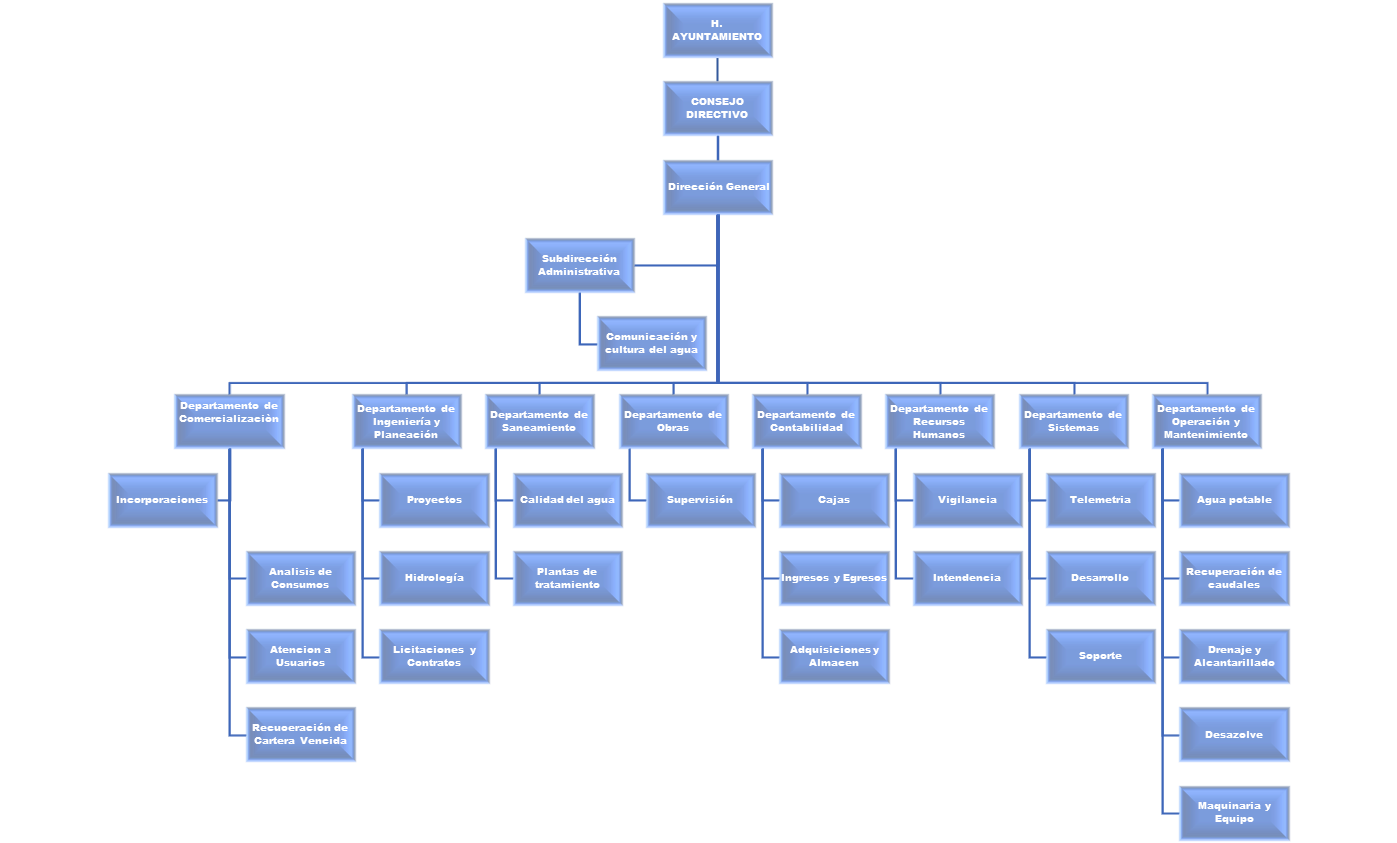 H.
AYUNTAMIENTO
CONSEJO
DIRECTIVO
Dirección General
Subdirección
Administrativa
Comunicación y
cultura del agua
Departamento de
Comercializaciòn
Departamento de
Ingeniería y
Planeación
Departamento de
Saneamiento
Departamento de
Obras
Departamento de
Contabilidad
Departamento de
Recursos
Humanos
Departamento de
Sistemas
Departamento de
Operación y
Mantenimiento
Incorporaciones
Proyectos
Calidad del agua
Supervisión
Cajas
Vigilancia
Telemetria
Agua potable
Analisis de
Consumos
Hidrología
Plantas de
tratamiento
Ingresos y Egresos
Intendencia
Desarrollo
Recuperación de
caudales
Atencion a
Usuarios
Licitaciones y
Contratos
Adquisiciones y
Almacen
Soporte
Drenaje y
Alcantarillado
Recuoeración de
Cartera Vencida
Desazolve
Maquinaria y
Equipo